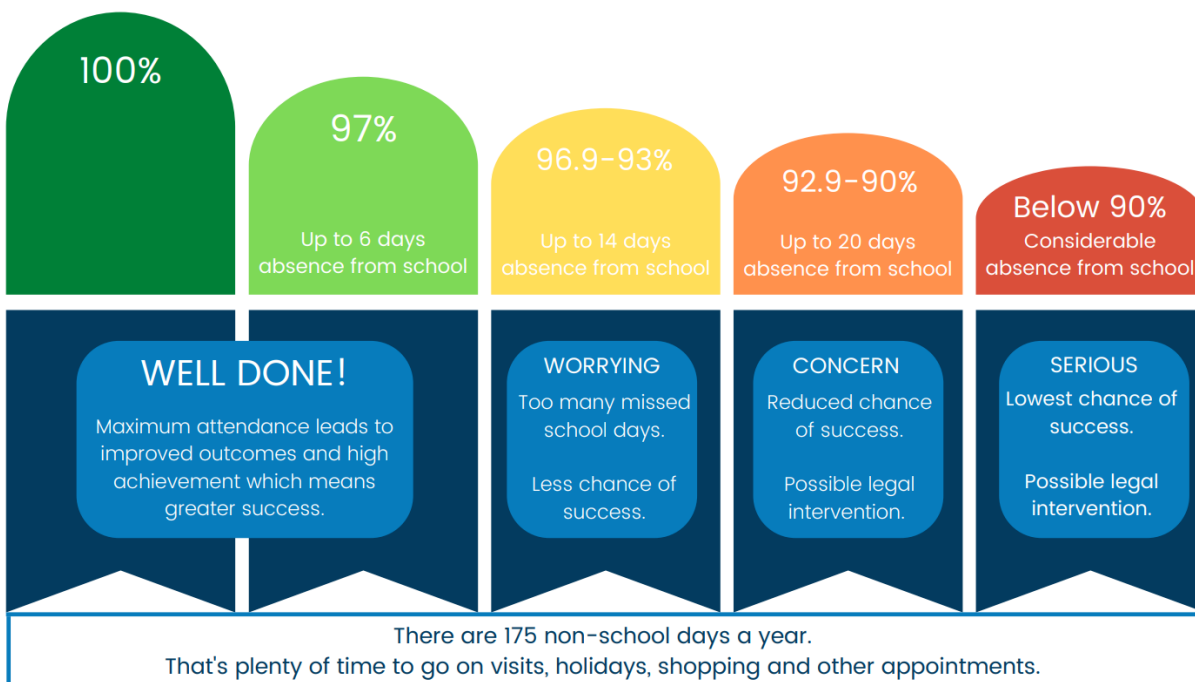 100%
97%
Up to 6 days
absence from school
96.9-93%
Up to 14 days
absence from school
92.9-90%
Up to 20 days
absence from school
Below 90%
Considerable
absence from school
WELL DONE!
Maximum attendance leads to
improved outcomes and high
achievement which means
greater success.
WORRYING
Too many missed
school days.
Less chance of
success.
CONCERN
Reduced chance
of success.
Possible legal
intervention.
SERIOUS
Lowest chance of
success.
Possible legal
intervention.
There are 175 non-school days a year.
That's plenty of time to go on visits, holidays, shopping and other appointments.